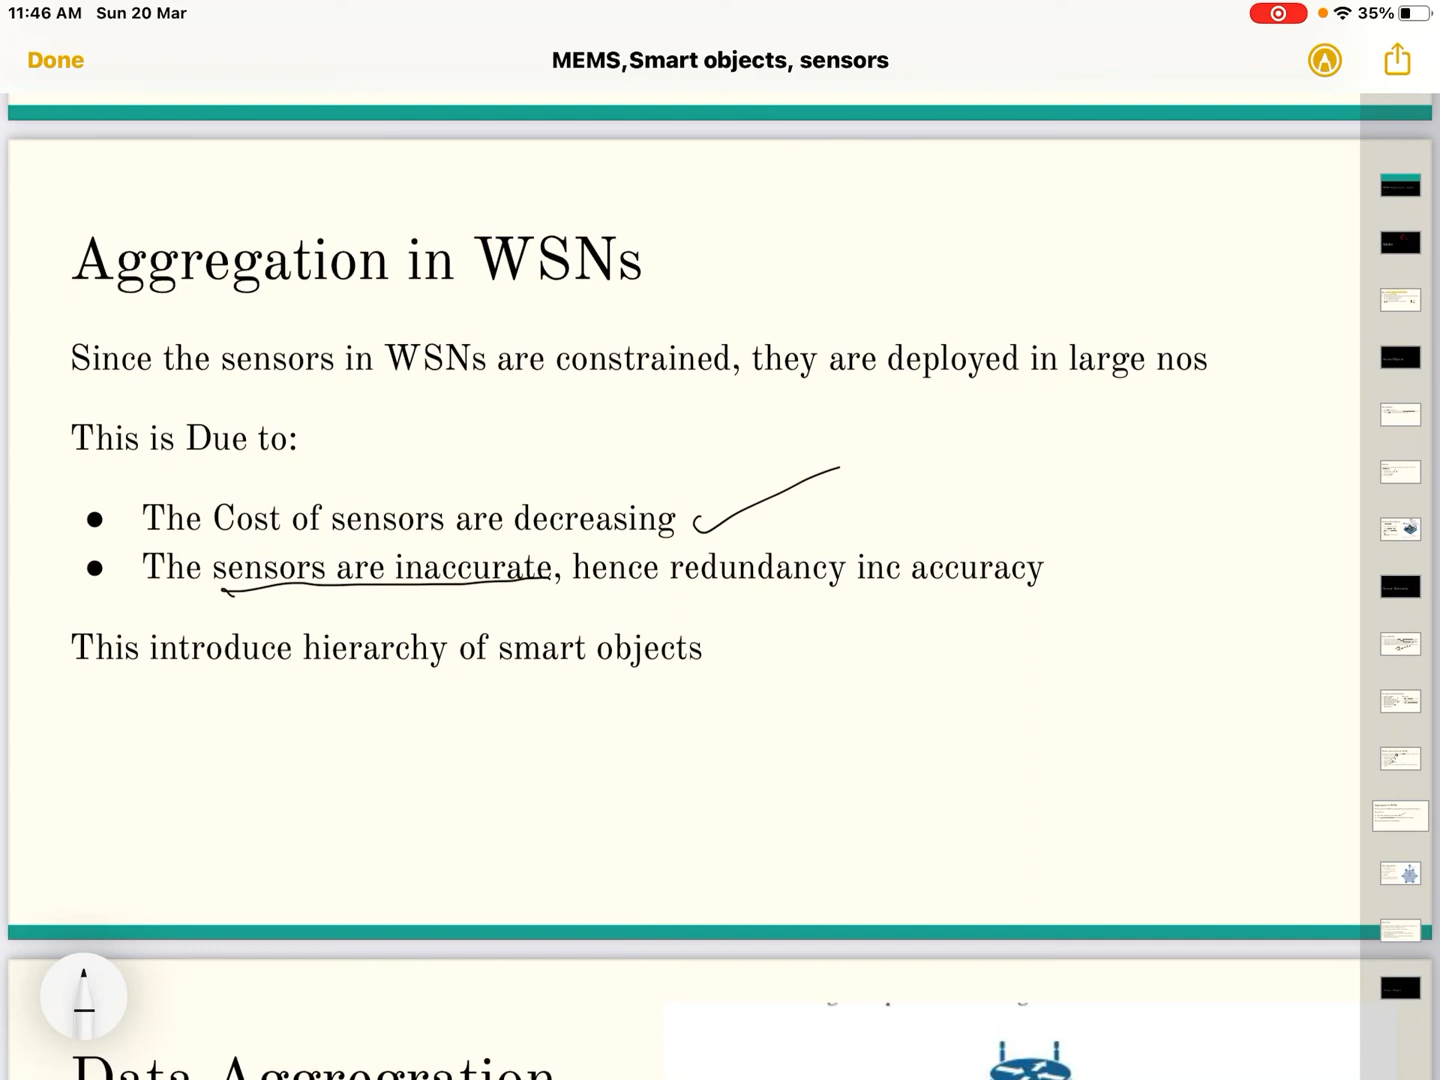 11:46 AM Sun 20 Mar
35%
Done
MEMS,Smart objects, sensors
Aggregation in WSNs
Since the sensors in WSNs are constrained, they are deployed in large nos
This is Due to:
● The Cost of sensors are decreasing
● The sensors are inaccurate, hence redundancy inc accuracy
This introduce hierarchy of smart objects
Data Aggregration